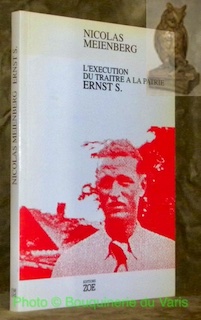 NICOLAS
MEIENBERG
L'EXECUTION
DU TRAITRE A LA PATRIE
ERNST S.
NICOLAS MEIENBERG ERNST S.
EDITIONS
ZOE
Photo © Bouquinerie du Varis